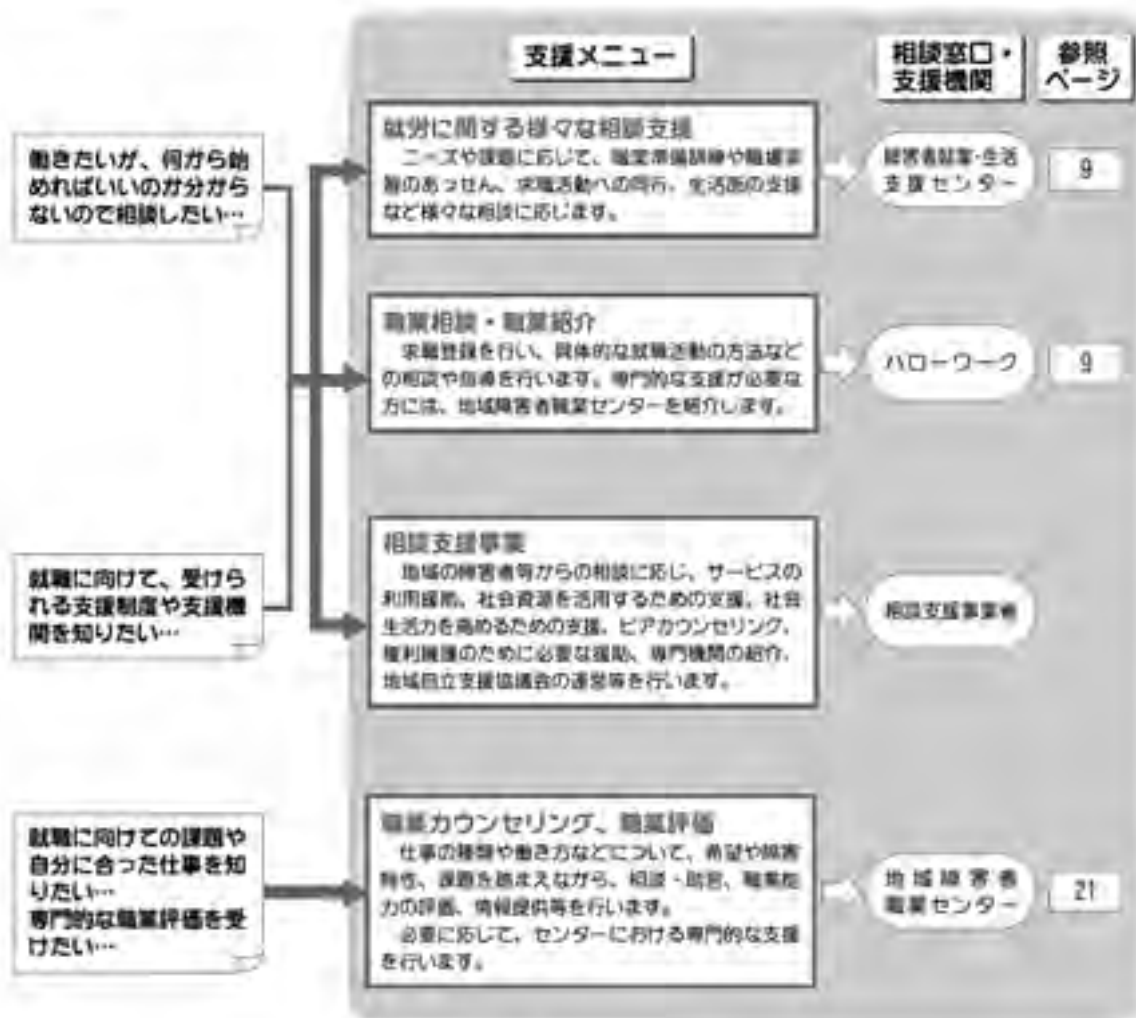 支援メニュー
相談窓口・
支援機関
参照
ページ
働きたいが、何から始
めればいいのか分から
ないので相談したい…
就労に関する様々な相談支援
ニーズや課題に応じて、職業準備訓練や職場実
習のあっせん、求職活動への同行、生活面の支援
など様々な相談に応じます。
障害者就業・生活
支援センター
9
職業相談・職業紹介
求職登録を行い、具体的な就職活動の方法など
の相談や指導を行います。専門的な支援が必要な
方には、地域障害者職業センターを紹介します。
ハローワーク
9
就職に向けて、受けら
れる支援制度や支援機
関を知りたい…
相談支援事業
地域の障害者等からの相談に応じ、サービスの
利用援助、社会資源を活用するための支援、社会
生活力を高めるための支援、ピアカウンセリング、
権利擁護のために必要な援助、専門機関の紹介、
地域自立支援協議会の運営等を行います。
相談支援事業者
就職に向けての課題や
自分に合った仕事を知
りたい…
専門的な職業評価を受
けたい…
職業カウンセリング、職業評価
仕事の種類や働き方などについて、希望や障害
特性、課題を踏まえながら、相談・助言、職業能
力の評価、情報提供等を行います。
必要に応じて、センターにおける専門的な支援
を行います。
地域障害者
職業センター
21